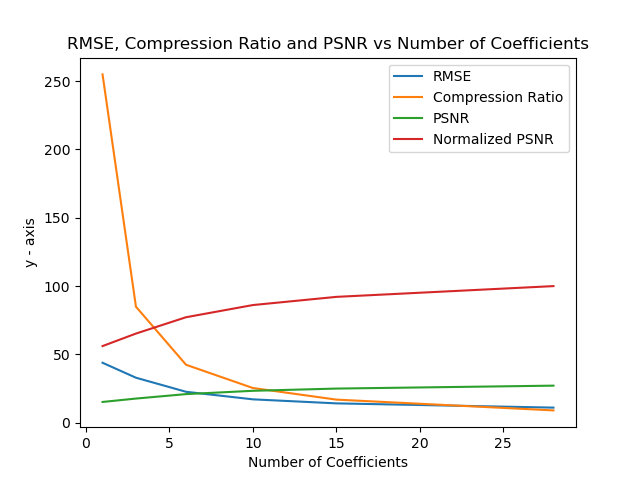 RMSE, Compression Ratio and PSNR vs Number of Coefficients
RMSE
Compression Ratio
PSNR
Normalized PSNR
250
200
150
100
50
0
y - axis
0 5 10 15 20 25
Number of Coefficients